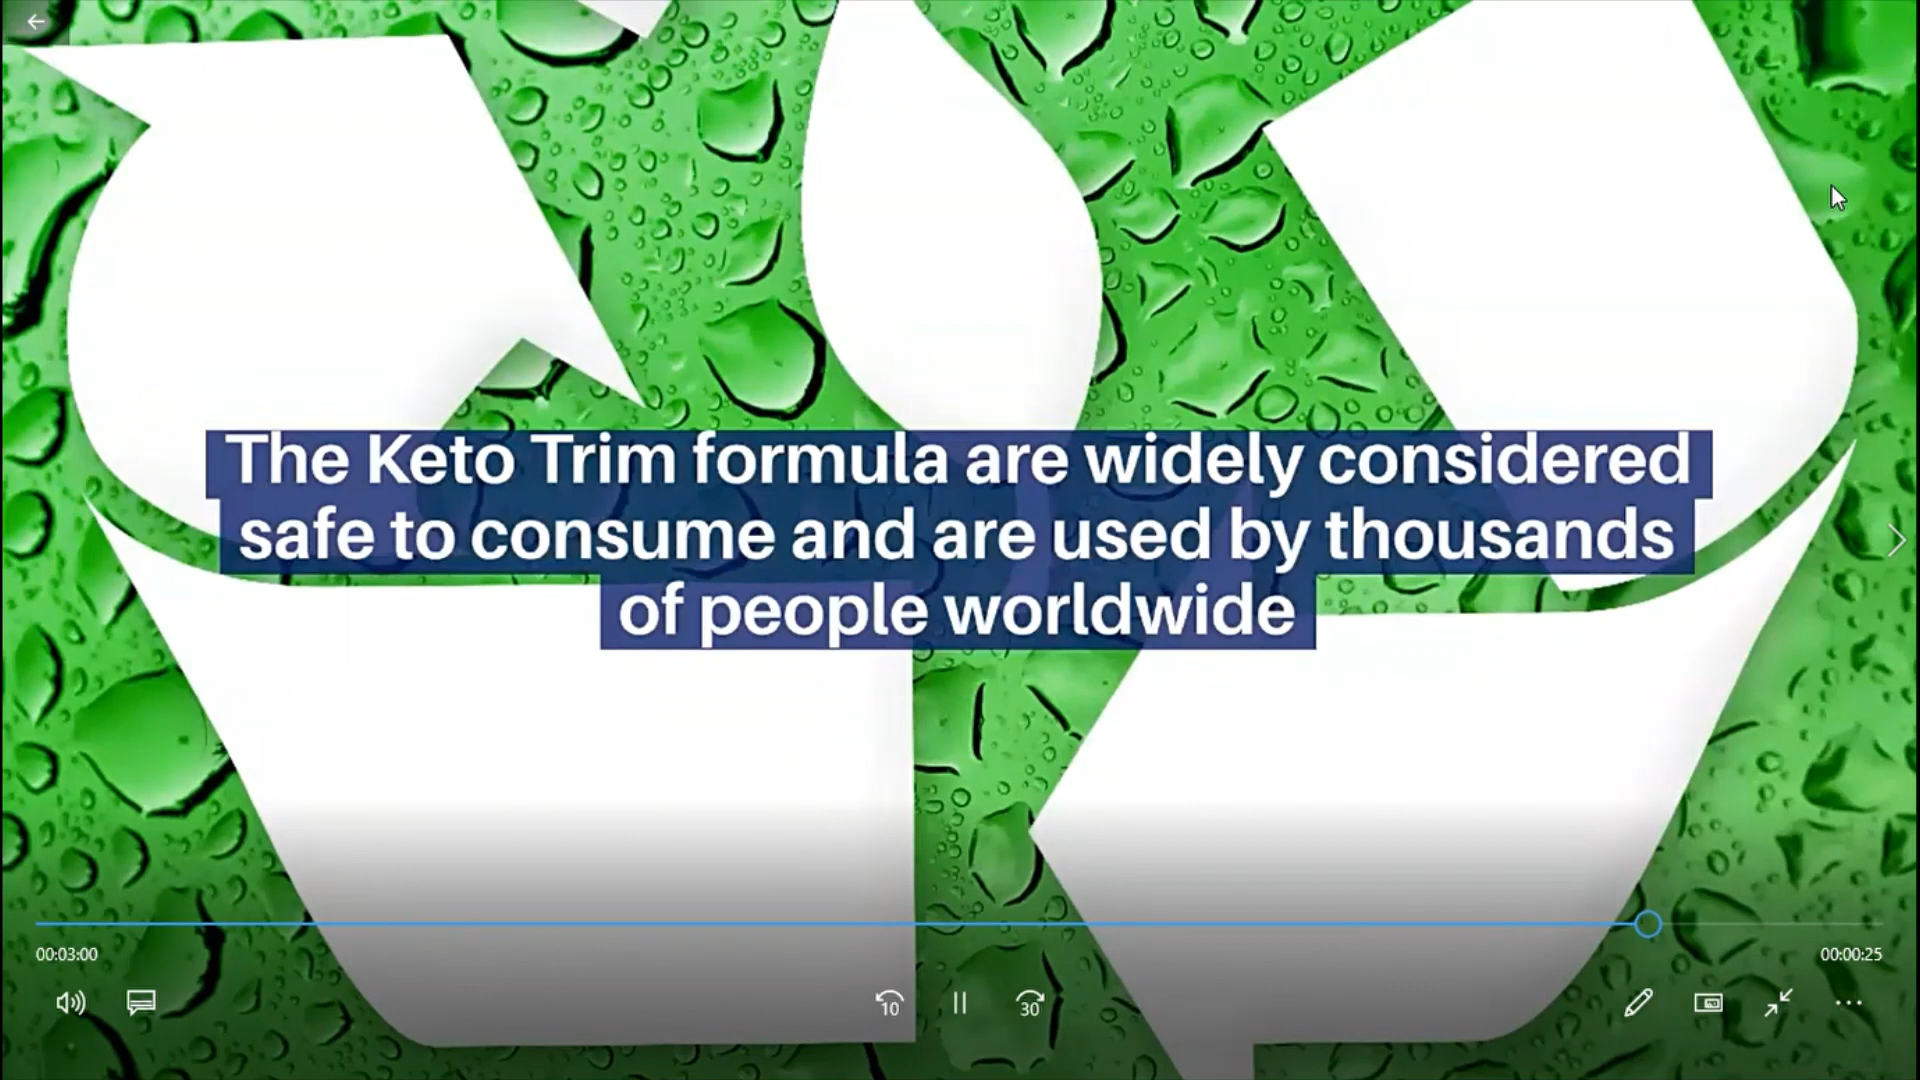 The Keto Trim formula are widely considered
safe to consume and are used by thousands
of people worldwide
00:03:00
00:00:25
10
30